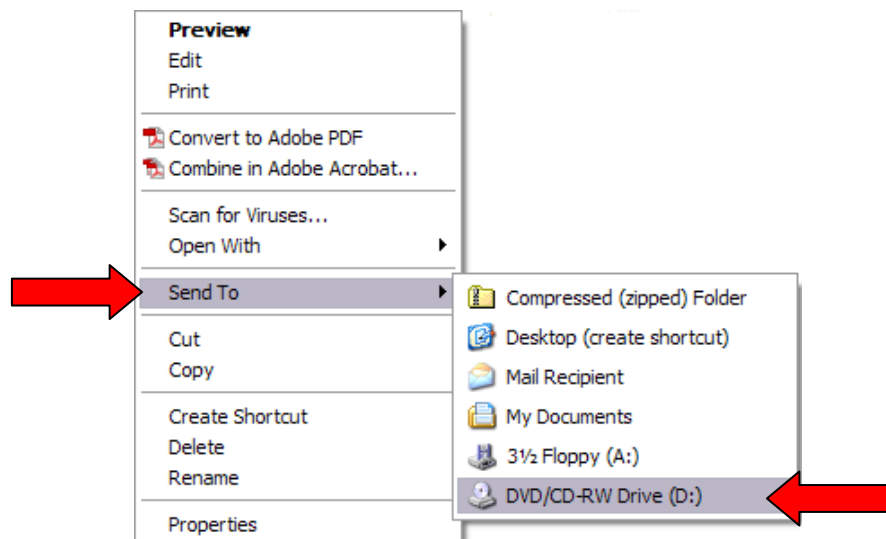 Preview
Edit
Print
Convert to Adobe PDF
Combine in Adobe Acrobat...
Scan for Viruses...
Open With
Send To
Cut
Copy
Create Shortcut
Delete
Rename
Properties
Compressed (zipped) Folder
Desktop (create shortcut)
Mail Recipient
My Documents
3½ Floppy (A:)
DVD/CD-RW Drive (D:)